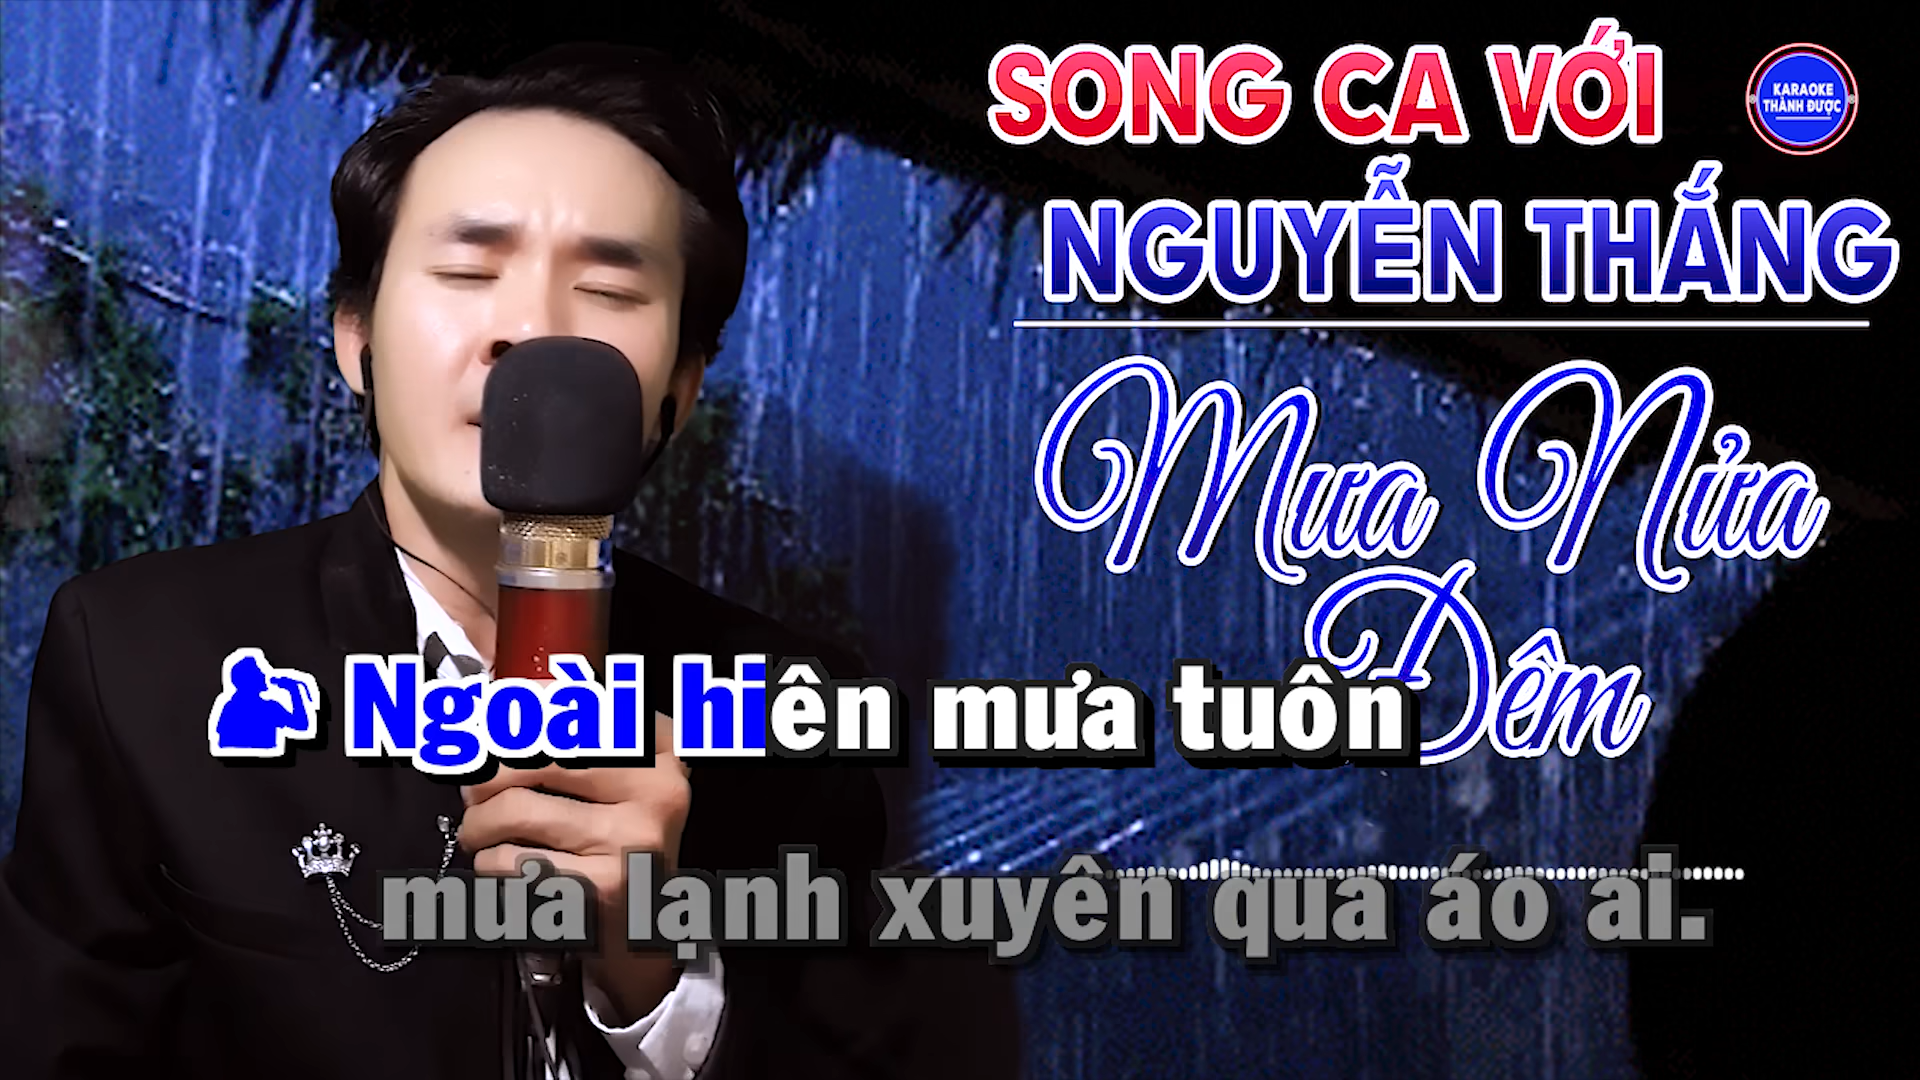 SONG CA VỚI
KARAOKE
THÀNH ĐƯỢC
NGUYỄN THẮNG
Mưa Nửa
Đêm
Ngoài hiên mưa tuôn
mưa lạnh xuyên qua áo ai.